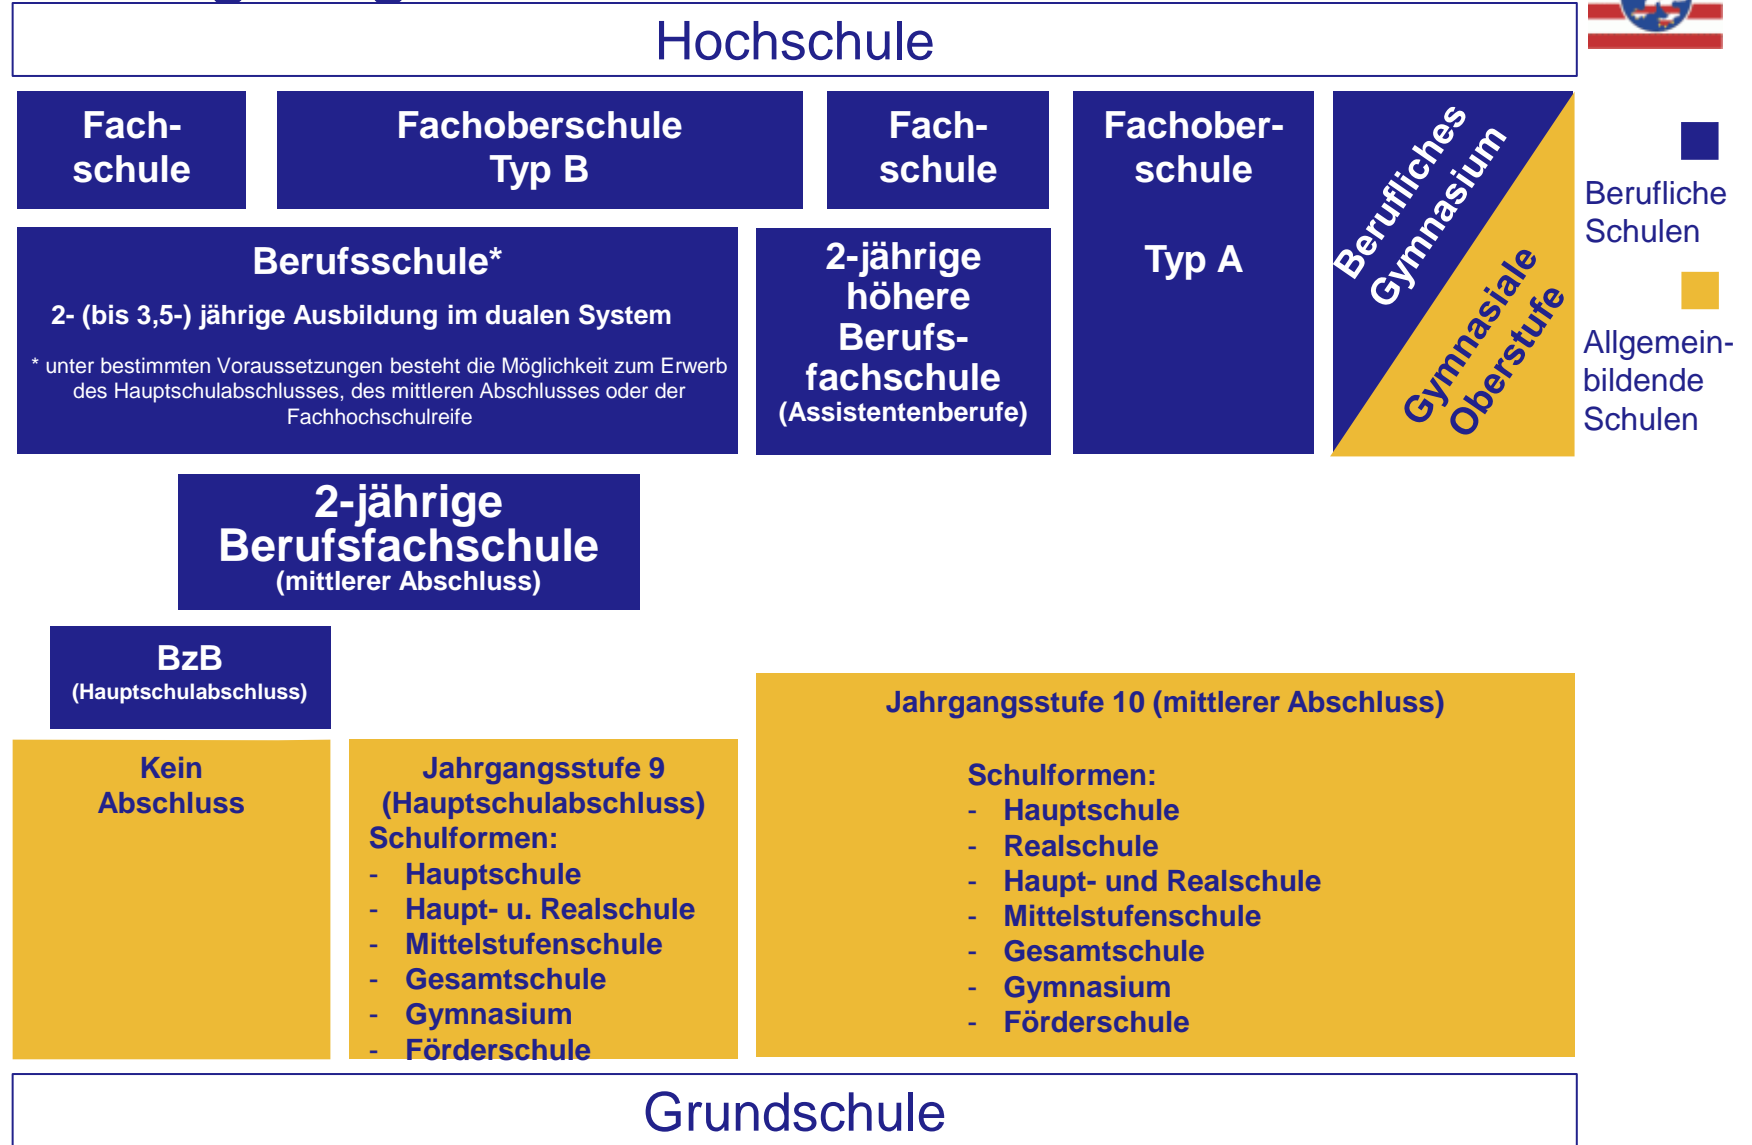 Hochschule
Fach-
schule
Fachoberschule
Typ B
Fach-
schule
Fachober-
schule
Typ A
Berufliches
Gymnasium
Gymnasiale
Oberstufe
Berufliche
Schulen
Allgemein-
bildende
Schulen
Berufsschule*
2- (bis 3,5-) jährige Ausbildung im dualen System
* unter bestimmten Voraussetzungen besteht die Möglichkeit zum Erwerb
des Hauptschulabschlusses, des mittleren Abschlusses oder der
Fachhochschulreife
2-jährige
höhere
Berufs-
fachschule
(Assistentenberufe)
2-jährige
Berufsfachschule
(mittlerer Abschluss)
BzB
(Hauptschulabschluss)
Kein
Abschluss
Jahrgangsstufe 9
(Hauptschulabschluss)
Schulformen:
- Hauptschule
- Haupt- u. Realschule
- Mittelstufenschule
- Gesamtschule
- Gymnasium
- Förderschule
Jahrgangsstufe 10 (mittlerer Abschluss)
Schulformen:
- Hauptschule
- Realschule
- Haupt- und Realschule
- Mittelstufenschule
- Gesamtschule
- Gymnasium
- Förderschule
Grundschule